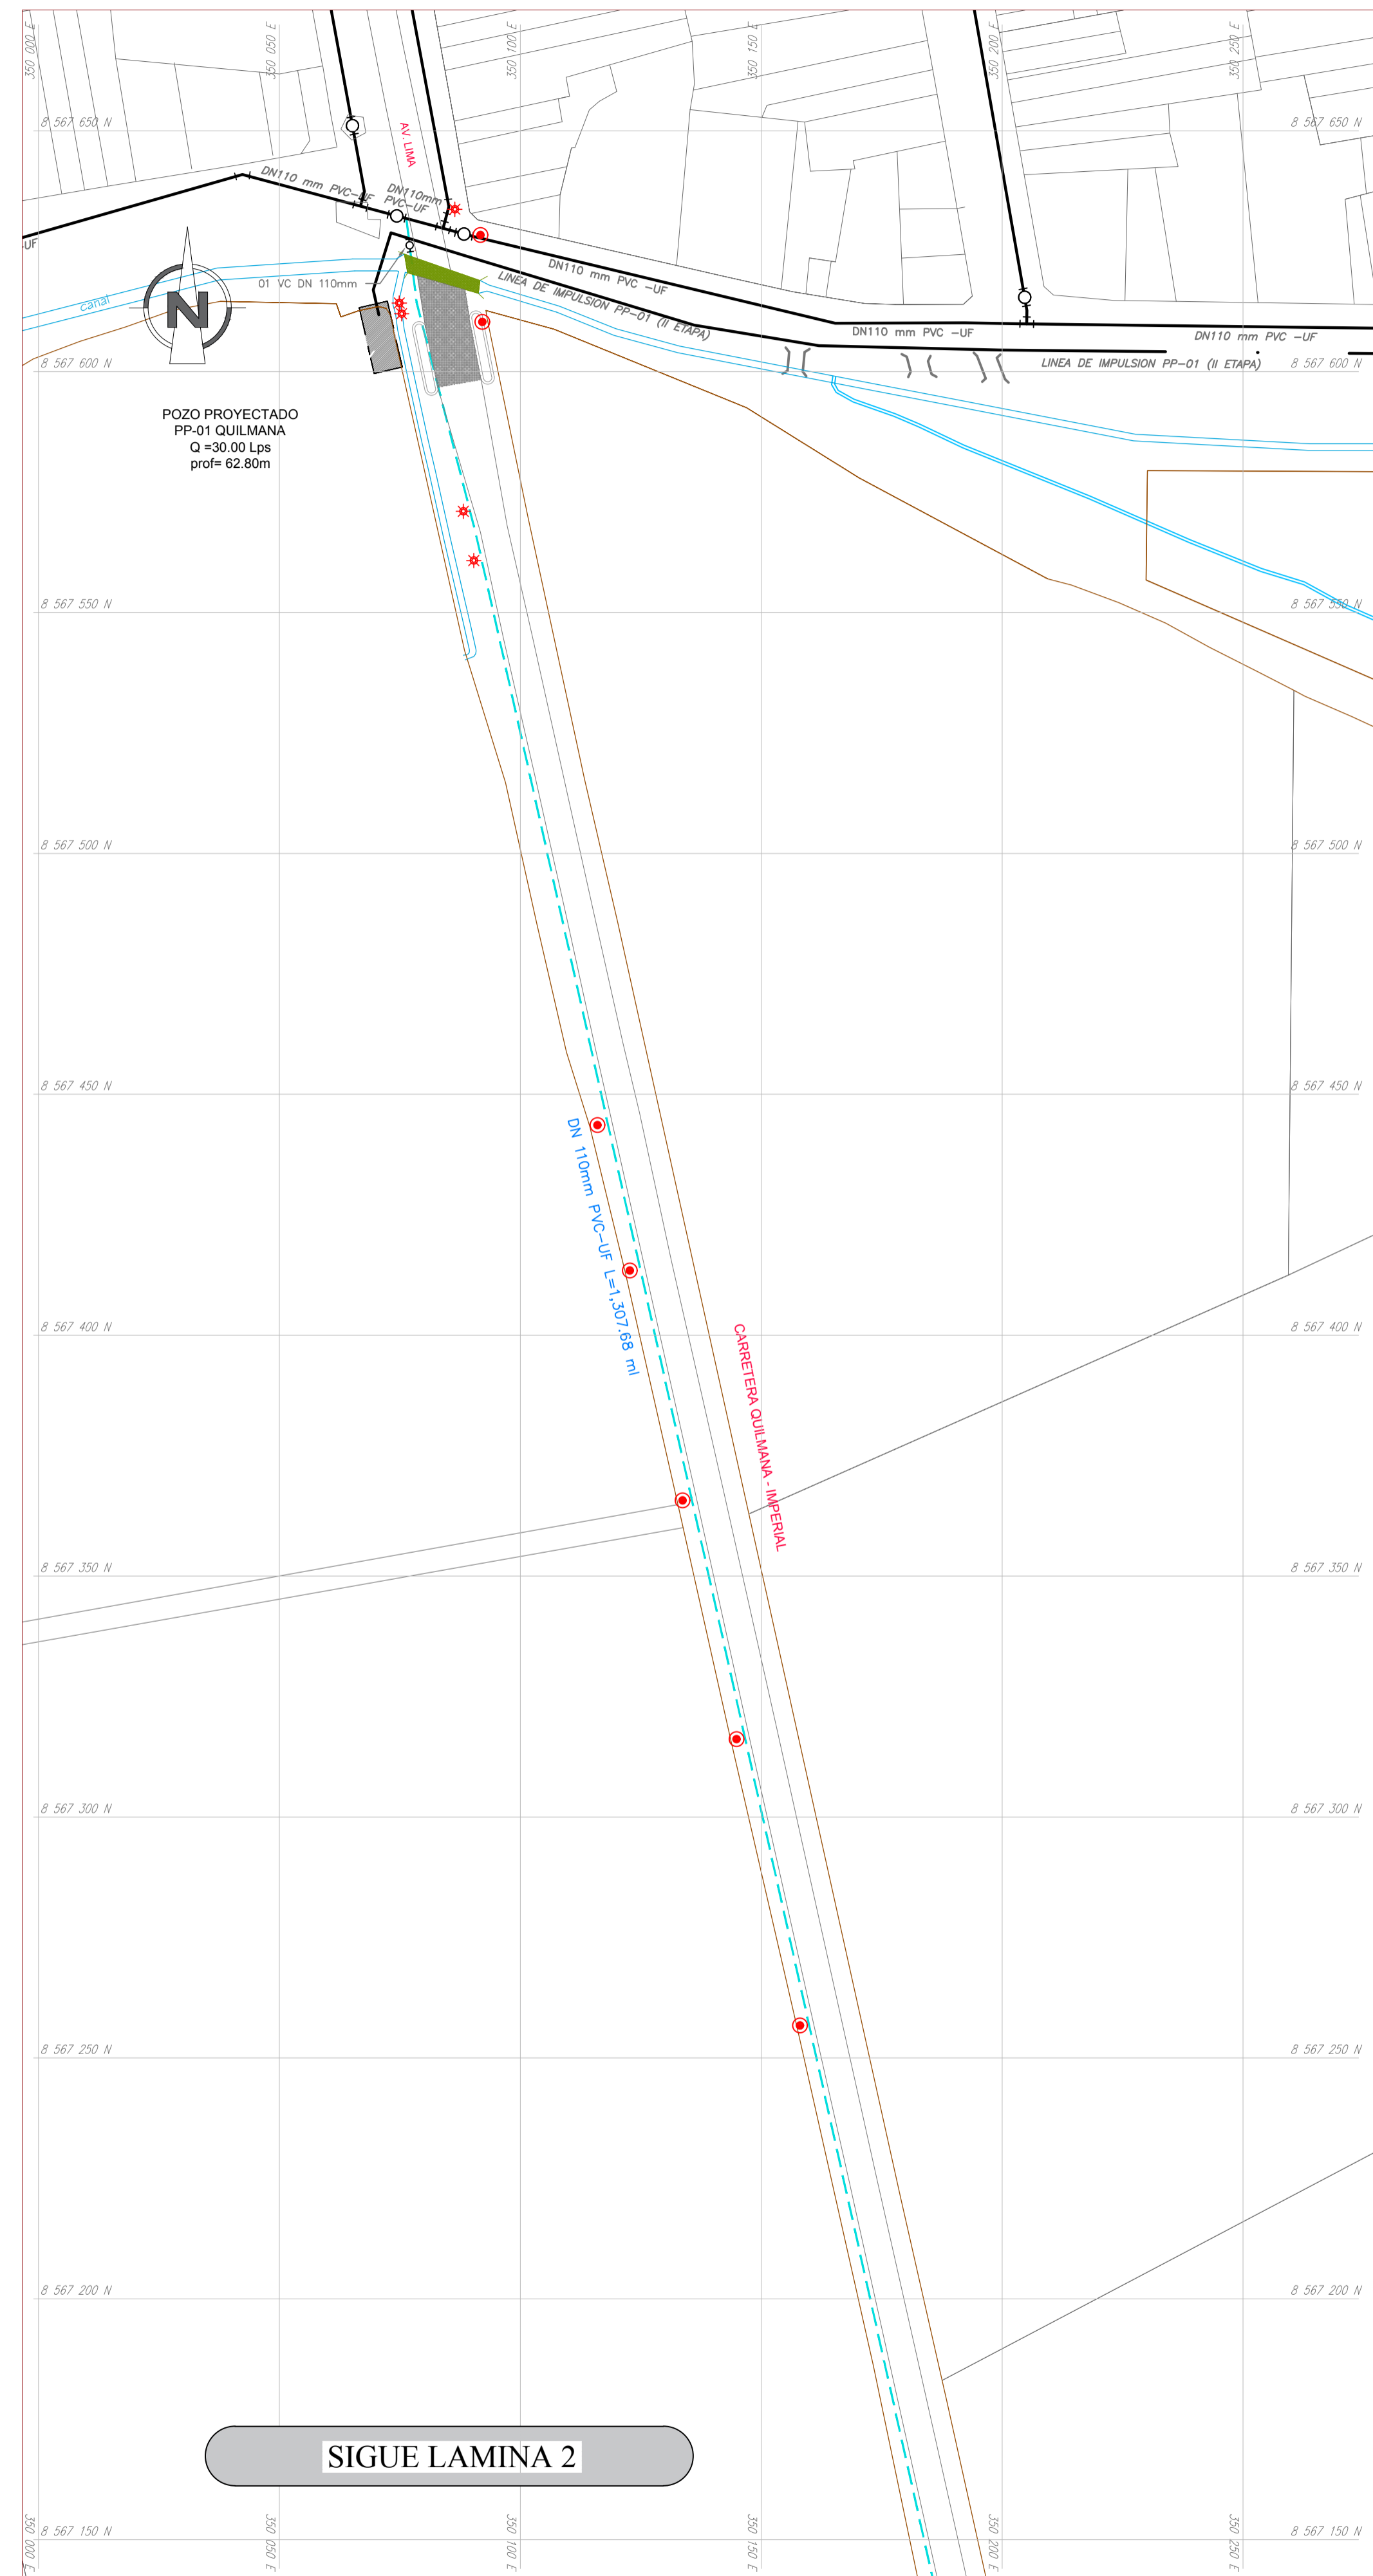 350 000 E
350 050 E
350 100 E
350 150 E
350 200 E
350 250 E
8 567 650 N
8 567 650 N
AV. LIMA
DN110 mm PVC-UF
DN110mm
PVC-UF
-UF
canal
01 VC DN 110mm
N
DN110 mm PVC -UF
LINEA DE IMPULSION PP-01 (II ETAPA)
DN110 mm PVC -UF
DN110 mm PVC -UF
LINEA DE IMPULSION PP-01 (II ETAPA)
8 567 600 N
8 567 600 N
POZO PROYECTADO
PP-01 QUILMANA
Q =30.00 Lps
prof= 62.80m
8 567 550 N
8 567 550 N
8 567 500 N
8 567 500 N
8 567 450 N
8 567 450 N
DN 110mm PVC-UF L=1,307.68 ml
8 567 400 N
8 567 400 N
CARRETERA QUILMANA - IMPERIAL
8 567 350 N
8 567 350 N
8 567 300 N
8 567 300 N
8 567 250 N
8 567 250 N
8 567 200 N
8 567 200 N
SIGUE LAMINA 2
8 567 150 N
8 567 150 N
350 000 E
350 050 E
350 100 E
350 150 E
350 200 E
350 250 E